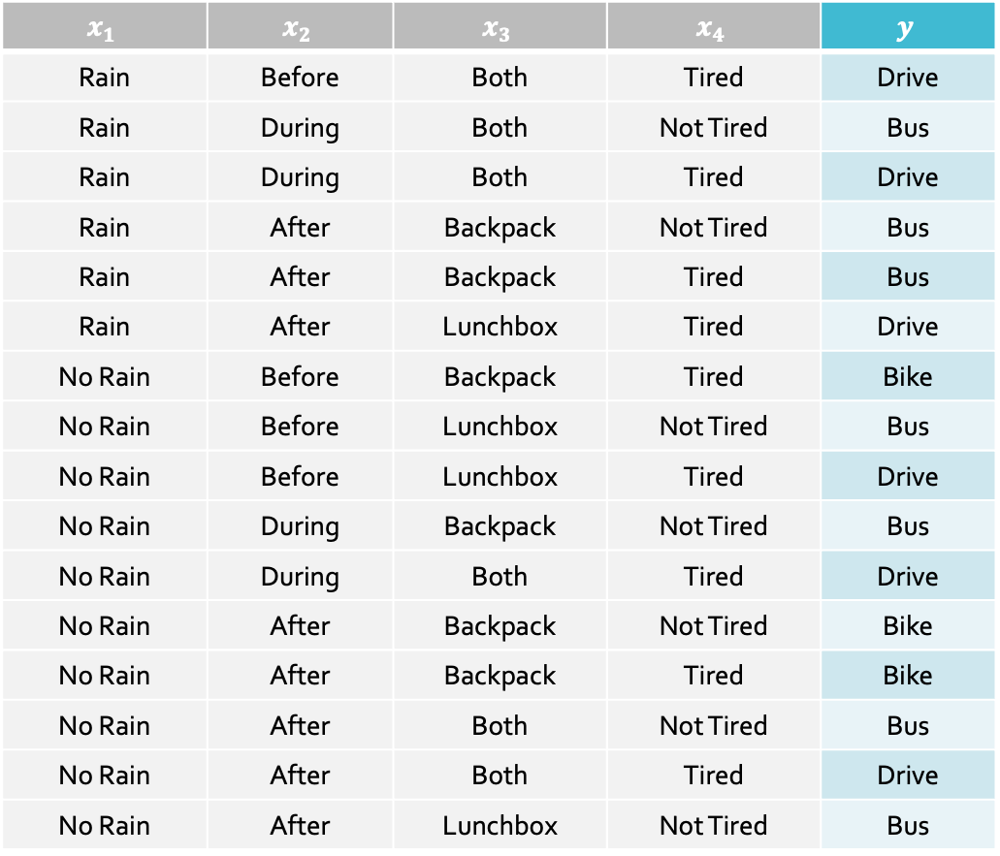 x₁ x₂ x₃ x₄ y
Rain Before Both Tired Drive
Rain During Both Not Tired Bus
Rain During Both Tired Drive
Rain After Backpack Not Tired Bus
Rain After Backpack Tired Bus
Rain After Lunchbox Tired Drive
No Rain Before Backpack Tired Bike
No Rain Before Lunchbox Not Tired Bus
No Rain Before Lunchbox Tired Drive
No Rain During Backpack Not Tired Bus
No Rain During Both Tired Drive
No Rain After Backpack Not Tired Bike
No Rain After Backpack Tired Bike
No Rain After Both Not Tired Bus
No Rain After Both Tired Drive
No Rain After Lunchbox Not Tired Bus